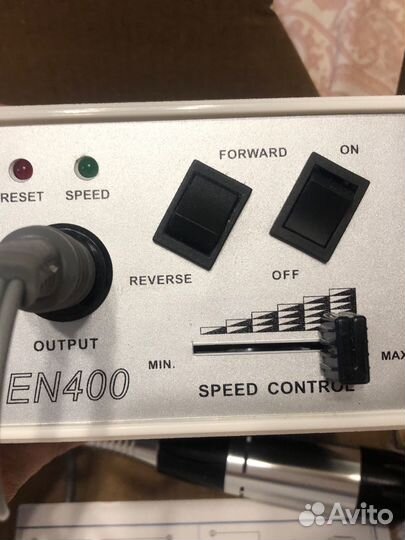 FORWARD ON
RESET SPEED
REVERSE OFF
OUTPUT
MIN. MAX
EN400
SPEED CONTROL
Avito